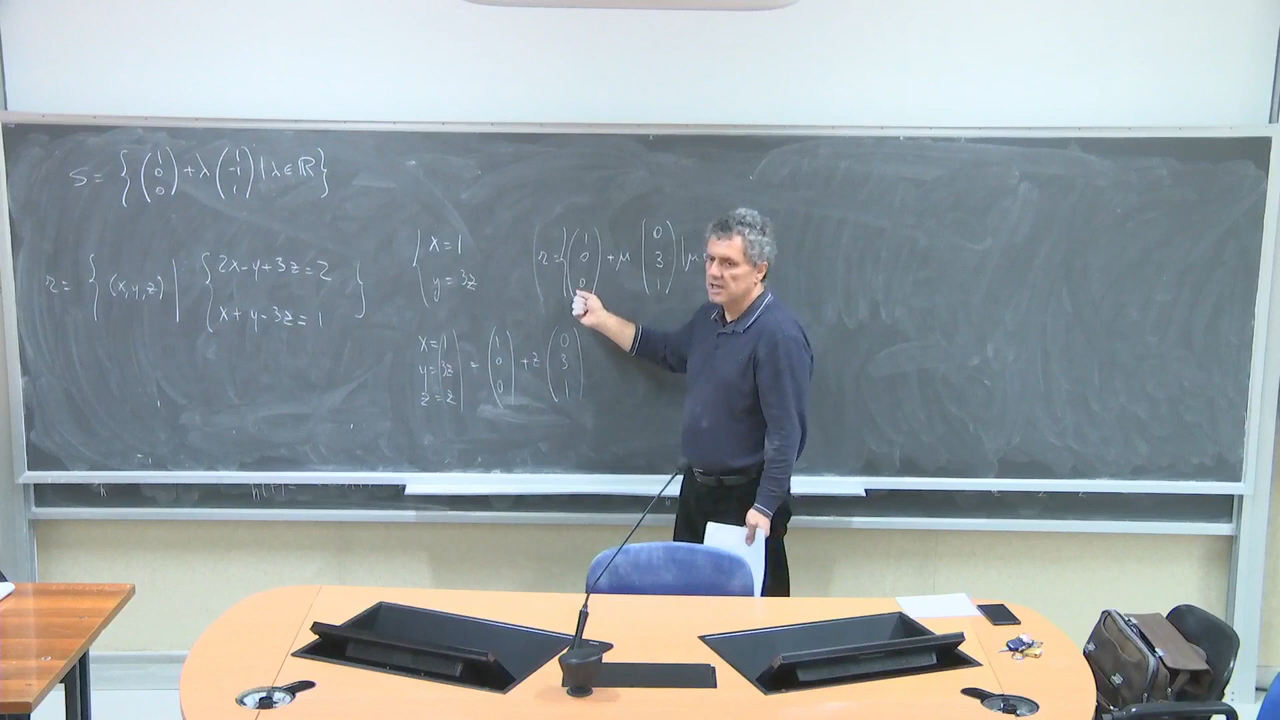 S = { (1 0 0) + λ (1 -1 1) | λ ∈ ℝ }
r = { (x, y, z) | { 2x - y + 3z = 2
x + y - 3z = 1 }
{ x = 1
y = 3z
x = 1
y = 3z
z = z
= (1 0 0) + z (0 3 1)
r = { (1 0 0) + μ (0 3 1) | μ